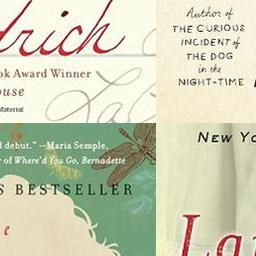 drich
ok Award Winner
ouse
Material
Author of
THE CURIOUS
INCIDENT of
THE DOG
in the
NIGHT-TIME
d debut." —Maria Semple,
r of Where'd You Go, Bernadette
S BESTSELLER
e
New Yo
La